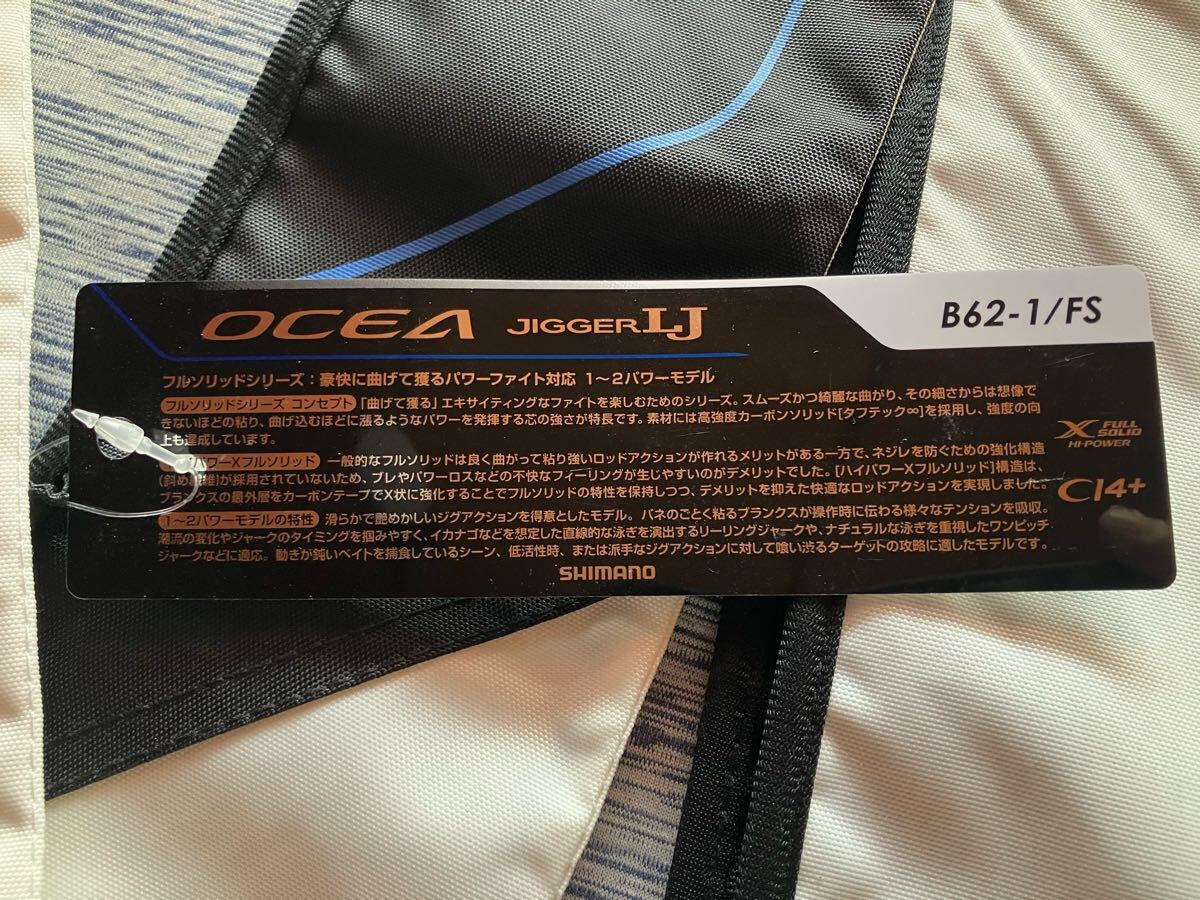 OCEA JIGGER LJ
B62-1/FS
フルソリッドシリーズ：豪快に曲げて獲るパワーファイト対応 1～2パワーモデル
フルソリッドシリーズ コンセプト 「曲げて獲る」エキサイティングなファイトを楽しむためのシリーズ。スムーズかつ綺麗な曲がり、その細さからは想像で
きないほどの粘り、曲げ込むほどに漲るようなパワーを発揮する芯の強さが特長です。素材には高強度カーボンソリッド[タフテック∞]を採用し、強度の向
上も達成しています。
X FULL SOLID
HI-POWER
パワーXフルソリッド 一般的なフルソリッドは良く曲がって粘り強いロッドアクションが作れるメリットがある一方で、ネジレを防ぐための強化構造
(斜め繊維)が採用されていないため、ブレやパワーロスなどの不快なフィーリングが生じやすいのがデメリットでした。[ハイパワーXフルソリッド]構造は、
ブランクスの最外層をカーボンテープでX状に強化することでフルソリッドの特性を保持しつつ、デメリットを抑えた快適なロッドアクションを実現しました。
CI4+
1～2パワーモデルの特性 滑らかで艶めかしいジグアクションを得意としたモデル。バネのごとく粘るブランクスが操作時に伝わる様々なテンションを吸収。
潮流の変化やジャークのタイミングを掴みやすく、イカナゴなどを想定した直線的な泳ぎを演出するリーリングジャークや、ナチュラルな泳ぎを重視したワンピッチ
ジャークなどに適応。動きが鈍いベイトを捕食しているシーン、低活性時、または派手なジグアクションに対して喰い渋るターゲットの攻略に適したモデルです。
SHIMANO